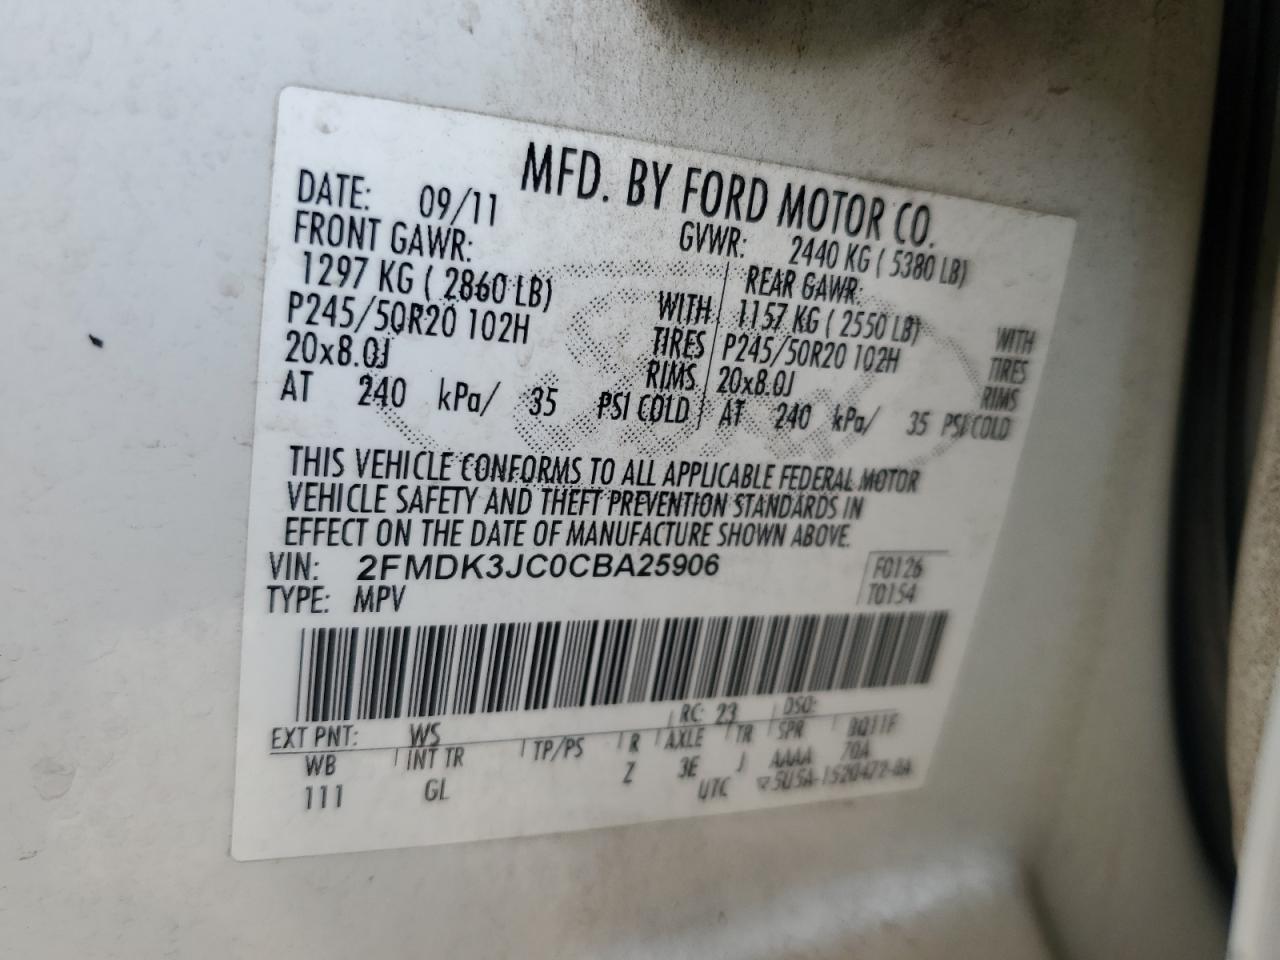 MFD. BY FORD MOTOR CO.
DATE: 09/11 GVWR: 2440 KG ( 5380 LB)
FRONT GAWR: REAR GAWR:
1297 KG ( 2860 LB) WITH 1157 KG ( 2550 LB) WITH
P245/50R20 102H TIRES P245/50R20 102H TIRES
20x8.0J RIMS 20x8.0J RIMS
AT 240 kPa/ 35 PSI COLD AT 240 kPa/ 35 PSI COLD
THIS VEHICLE CONFORMS TO ALL APPLICABLE FEDERAL MOTOR
VEHICLE SAFETY AND THEFT PREVENTION STANDARDS IN
EFFECT ON THE DATE OF MANUFACTURE SHOWN ABOVE.
VIN: 2FMDK3JC0CBA25906 F0126
TYPE: MPV T0154
EXT PNT: WS RC: 23 DSO:
WB INT TR TP/PS R AXLE TR SPR
111 GL Z 3E J AAAA 70A
UTC